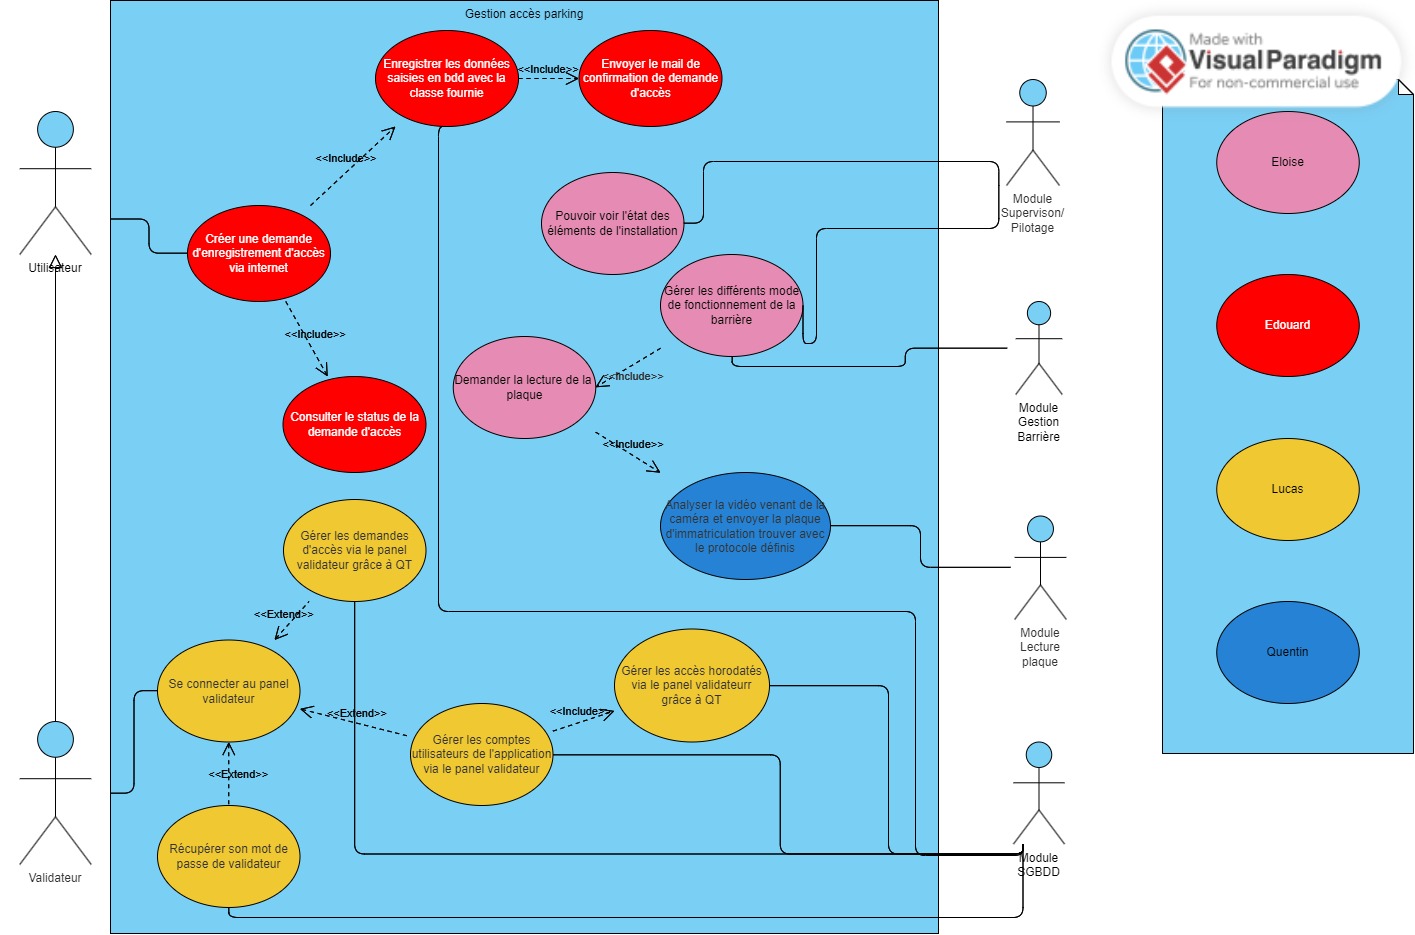 Gestion accès parking
Made with
Visual Paradigm
For non-commercial use
Enregistrer les données
saisies en bdd avec la
classe fournie
<<Include>>
Envoyer le mail de
confirmation de demande
d'accès
<<Include>>
Utilisateur
Créer une demande
d'enregistrement d'accès
via internet
<<Include>>
Consulter le status de la
demande d'accès
Pouvoir voir l'état des
éléments de l'installation
Module
Supervison/
Pilotage
Gérer les différents mode
de fonctionnement de la
barrière
<<Include>>
Demander la lecture de la
plaque
<<Include>>
Module
Gestion
Barrière
Analyser la vidéo venant de la
caméra et envoyer la plaque
d'immatriculation trouver avec
le protocole définis
Module
Lecture
plaque
Gérer les demandes
d'accès via le panel
validateur grâce à QT
<<Extend>>
Se connecter au panel
validateur
<<Extend>>
Gérer les comptes
utilisateurs de l'application
via le panel validateur
<<Include>>
Gérer les accès horodatés
via le panel validateurr
grâce à QT
<<Extend>>
Récupérer son mot de
passe de validateur
Validateur
Module
SGBDD
Eloise
Edouard
Lucas
Quentin